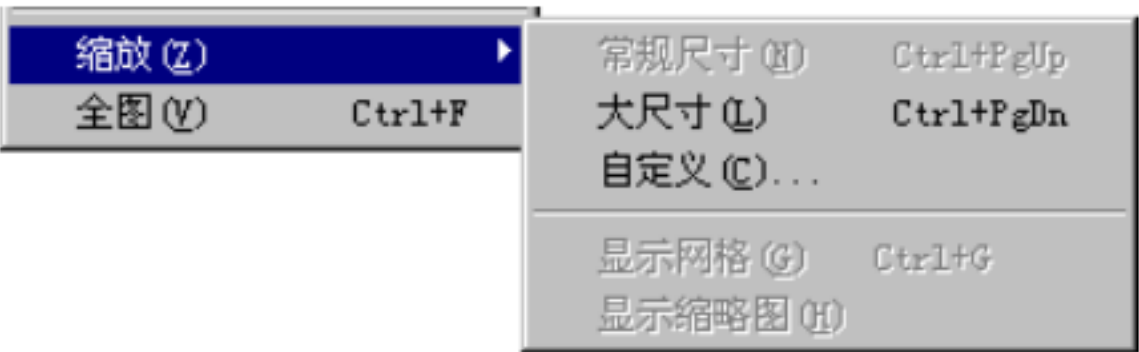 缩放(Z)
全图(V) Ctrl+F
常规尺寸(N) Ctrl+PgUp
大尺寸(L) Ctrl+PgDn
自定义(C)...
显示网格(G) Ctrl+G
显示缩略图(H)